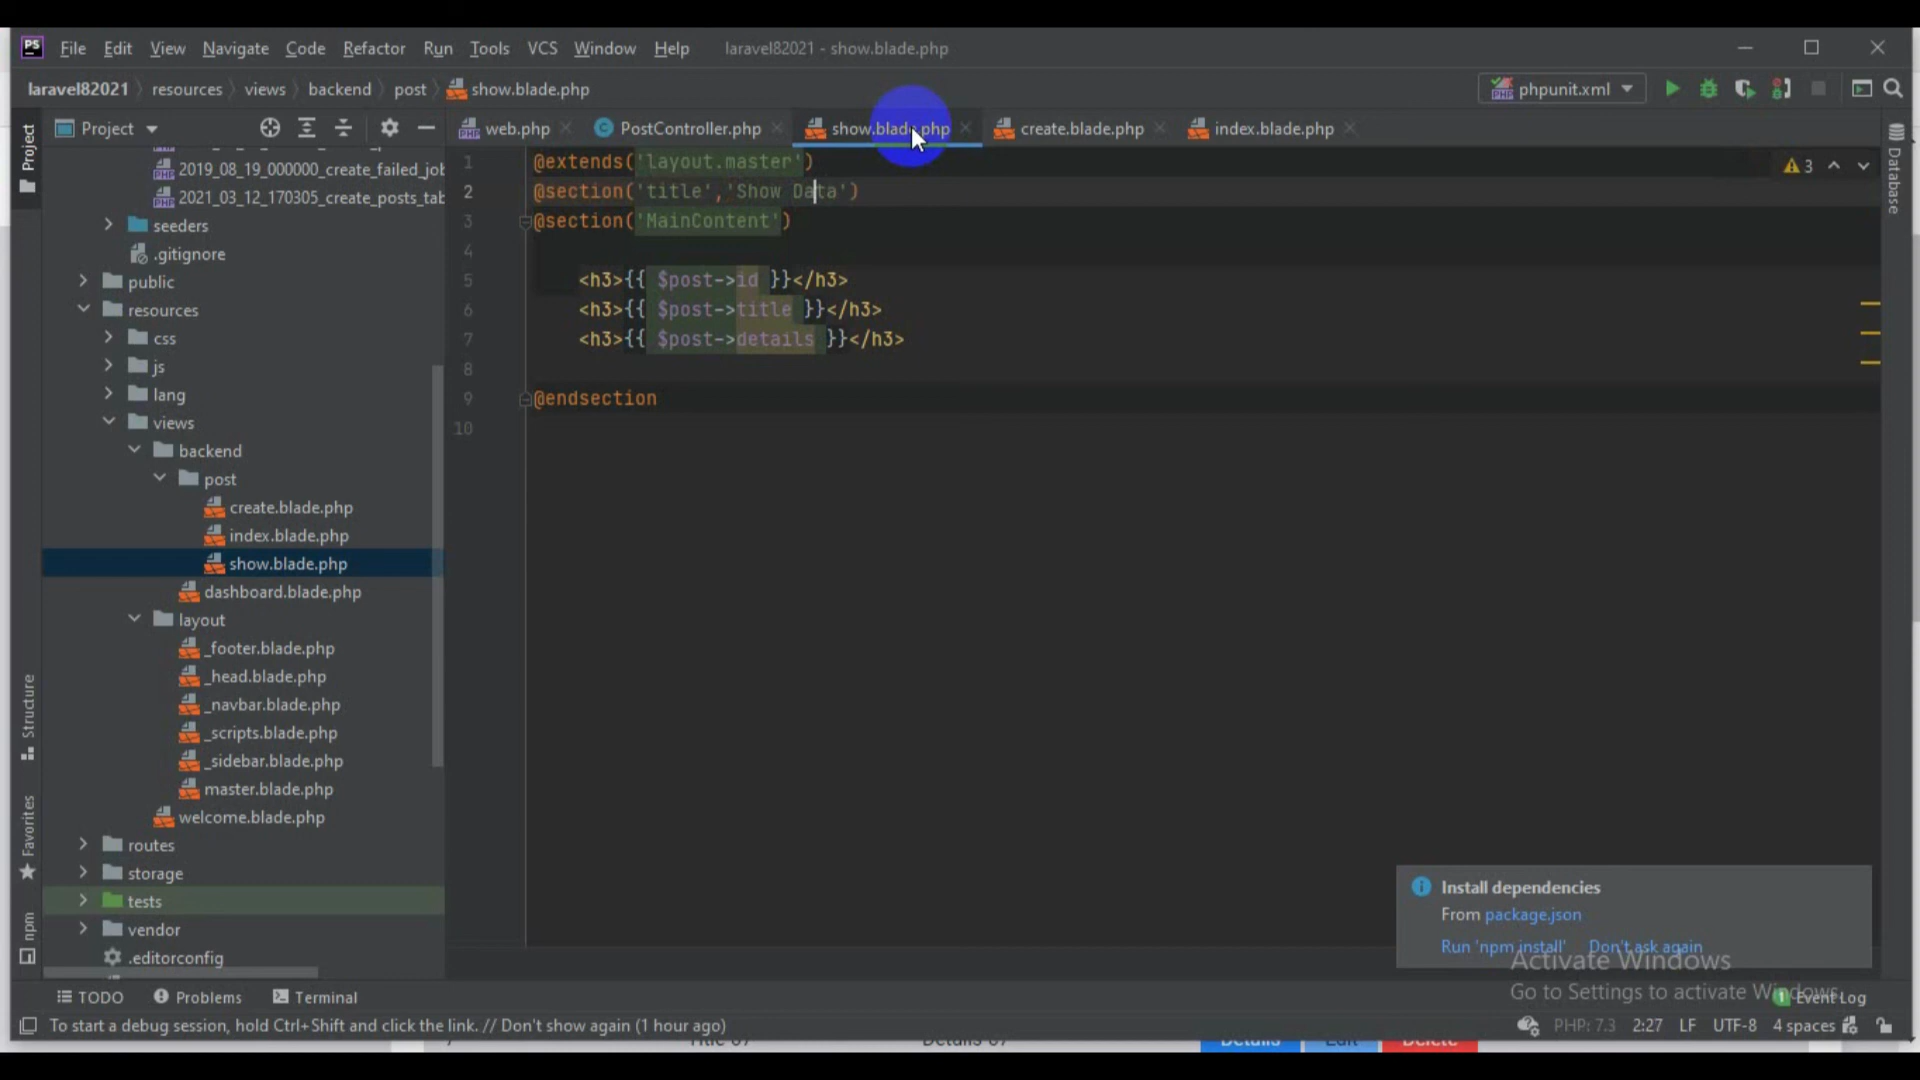 PS File Edit View Navigate Code Refactor Run Tools VCS Window Help laravel82021 - show.blade.php
laravel82021 resources views backend post show.blade.php phpunit.xml
Project web.php PostController.php show.blade.php create.blade.php index.blade.php
Project
Structure
Favorites
npm
Database
2019_08_19_000000_create_failed_job
2021_03_12_170305_create_posts_tab
seeders
.gitignore
public
resources
css
js
lang
views
backend
post
create.blade.php
index.blade.php
show.blade.php
dashboard.blade.php
layout
_footer.blade.php
_head.blade.php
_navbar.blade.php
_scripts.blade.php
_sidebar.blade.php
master.blade.php
welcome.blade.php
routes
storage
tests
vendor
.editorconfig
3
1 @extends('layout.master')
2 @section('title','Show Data')
3 @section('MainContent')
4
5 <h3>{{ $post->id }}</h3>
6 <h3>{{ $post->title }}</h3>
7 <h3>{{ $post->details }}</h3>
8
9 @endsection
10
Install dependencies
From package.json
Run 'npm install' Don't ask again
Activate Windows
Go to Settings to activate Windows.
TODO Problems Terminal 1 Event Log
To start a debug session, hold Ctrl+Shift and click the link. // Don't show again (1 hour ago) PHP: 7.3 2:27 LF UTF-8 4 spaces
Details Edit Delete